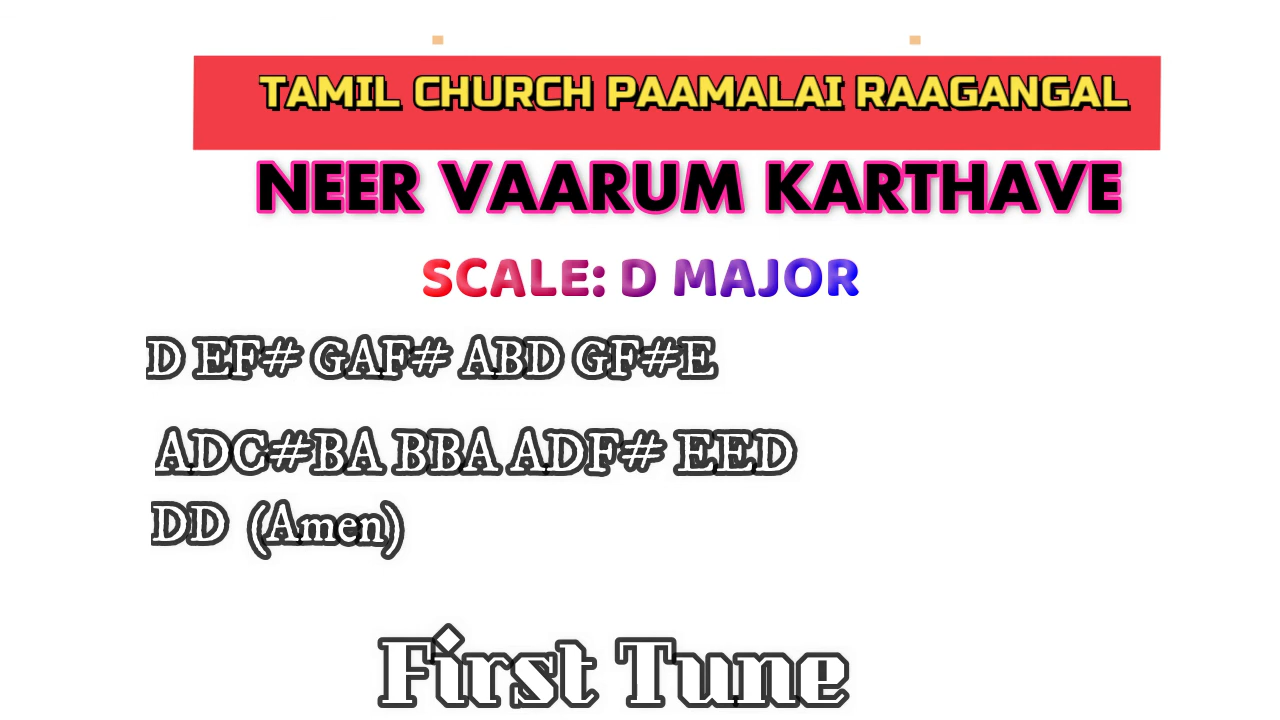 TAMIL CHURCH PAAMALAI RAAGANGAL
NEER VAARUM KARTHAVE
SCALE: D MAJOR
D EF# GAF# ABD GF#E
ADC#BA BBA ADF# EED
DD (Amen)
First Tune